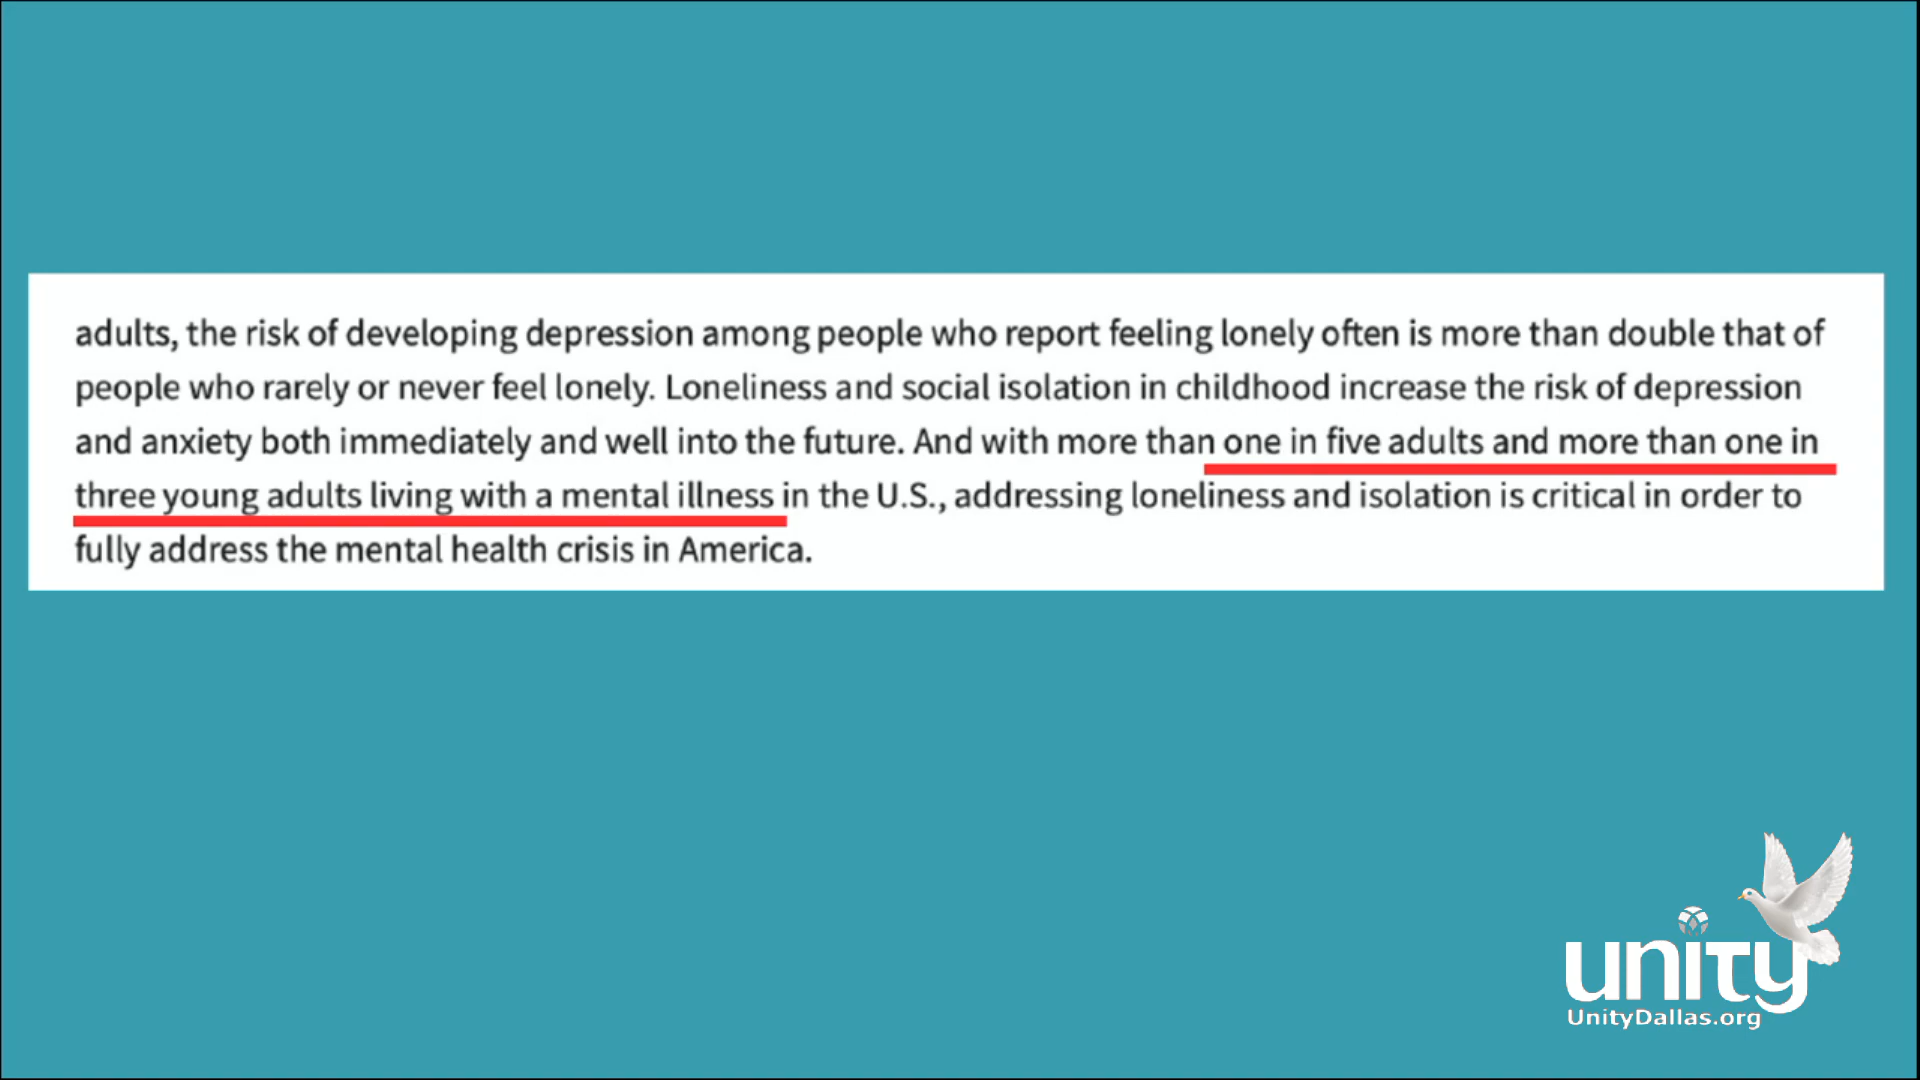 adults, the risk of developing depression among people who report feeling lonely often is more than double that of
people who rarely or never feel lonely. Loneliness and social isolation in childhood increase the risk of depression
and anxiety both immediately and well into the future. And with more than one in five adults and more than one in
three young adults living with a mental illness in the U.S., addressing loneliness and isolation is critical in order to
fully address the mental health crisis in America.
unity
UnityDallas.org